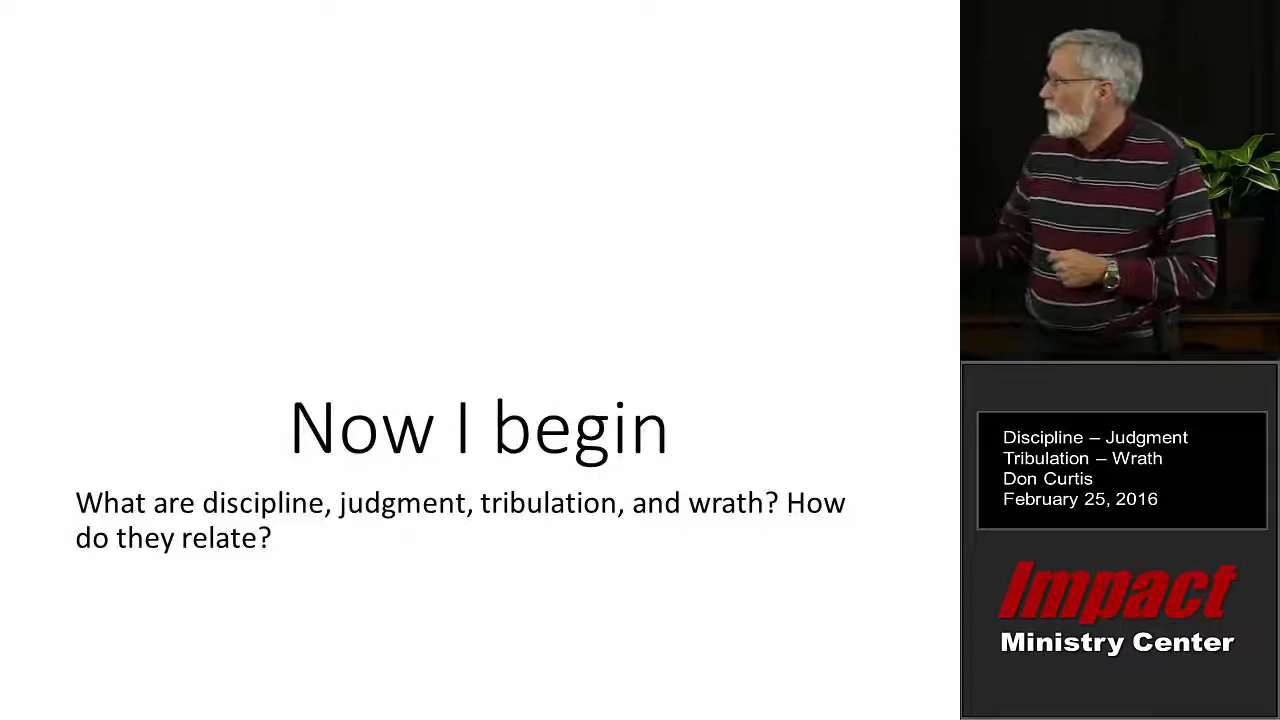 Now I begin
What are discipline, judgment, tribulation, and wrath? How
do they relate?
Discipline – Judgment
Tribulation – Wrath
Don Curtis
February 25, 2016
Impact
Ministry Center